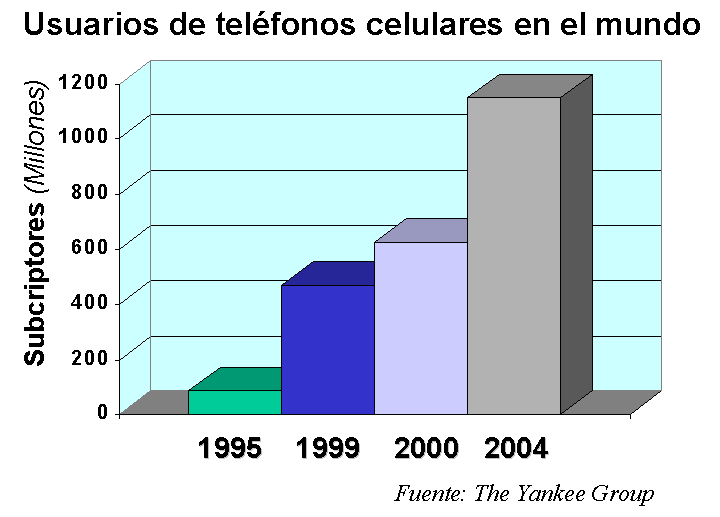 Usuarios de teléfonos celulares en el mundo
Subcriptores (Millones)
1200
1000
800
600
400
200
0
1995 1999 2000 2004
Fuente: The Yankee Group